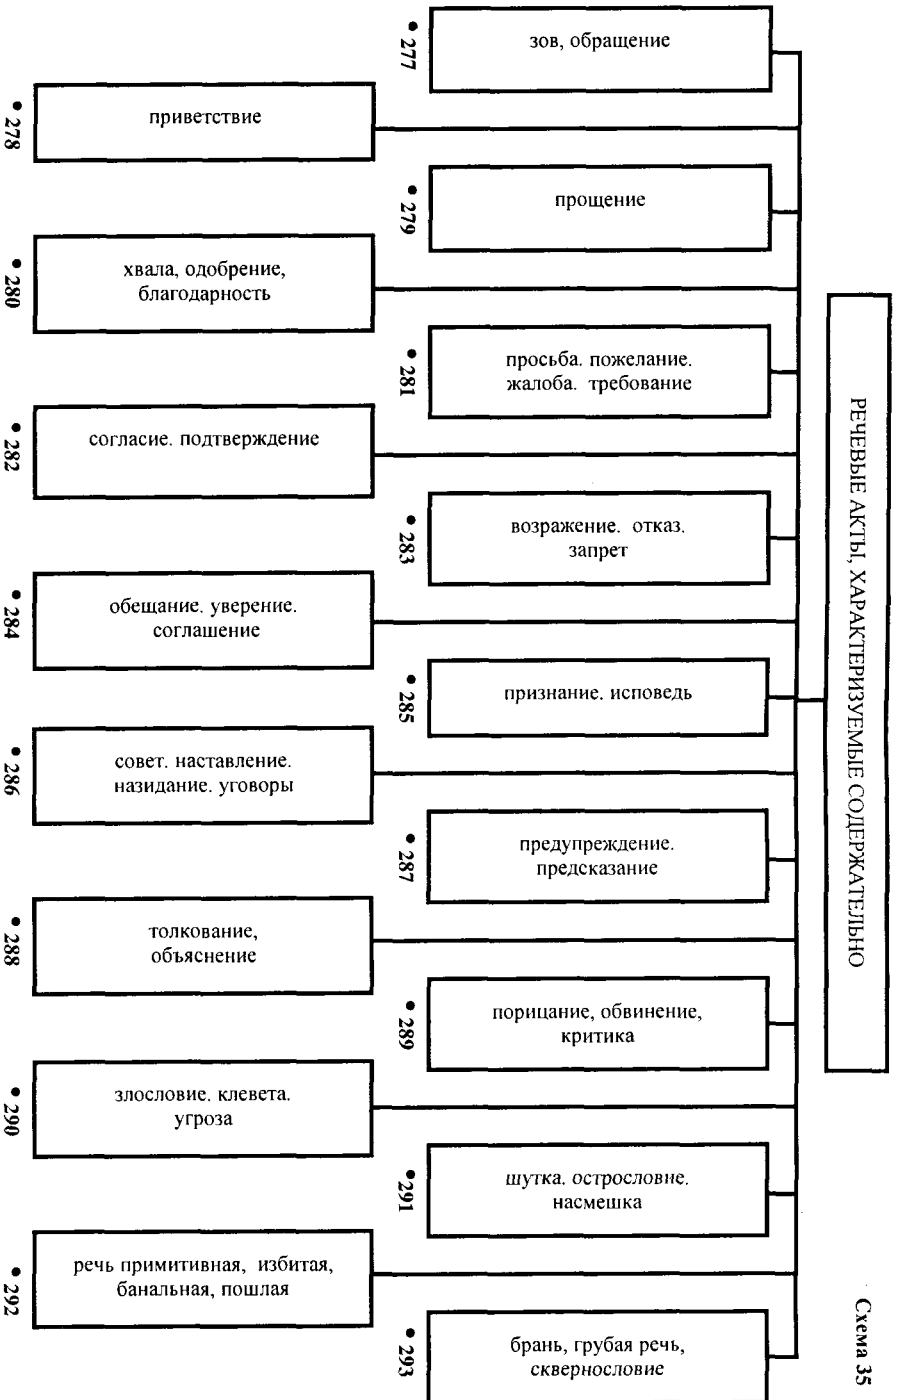 Схема 35
РЕЧЕВЫЕ АКТЫ, ХАРАКТЕРИЗУЕМЫЕ СОДЕРЖАТЕЛЬНО
зов, обращение
• 277
приветствие
• 278
прощение
• 279
хвала, одобрение,
благодарность
• 280
просьба. пожелание.
жалоба. требование
• 281
согласие. подтверждение
• 282
возражение. отказ.
запрет
• 283
обещание. уверение.
соглашение
• 284
признание. исповедь
• 285
совет. наставление.
назидание. уговоры
• 286
предупреждение.
предсказание
• 287
толкование,
объяснение
• 288
порицание, обвинение,
критика
• 289
злословие. клевета.
угроза
• 290
шутка. острословие.
насмешка
• 291
речь примитивная, избитая,
банальная, пошлая
• 292
брань, грубая речь,
сквернословие
• 293